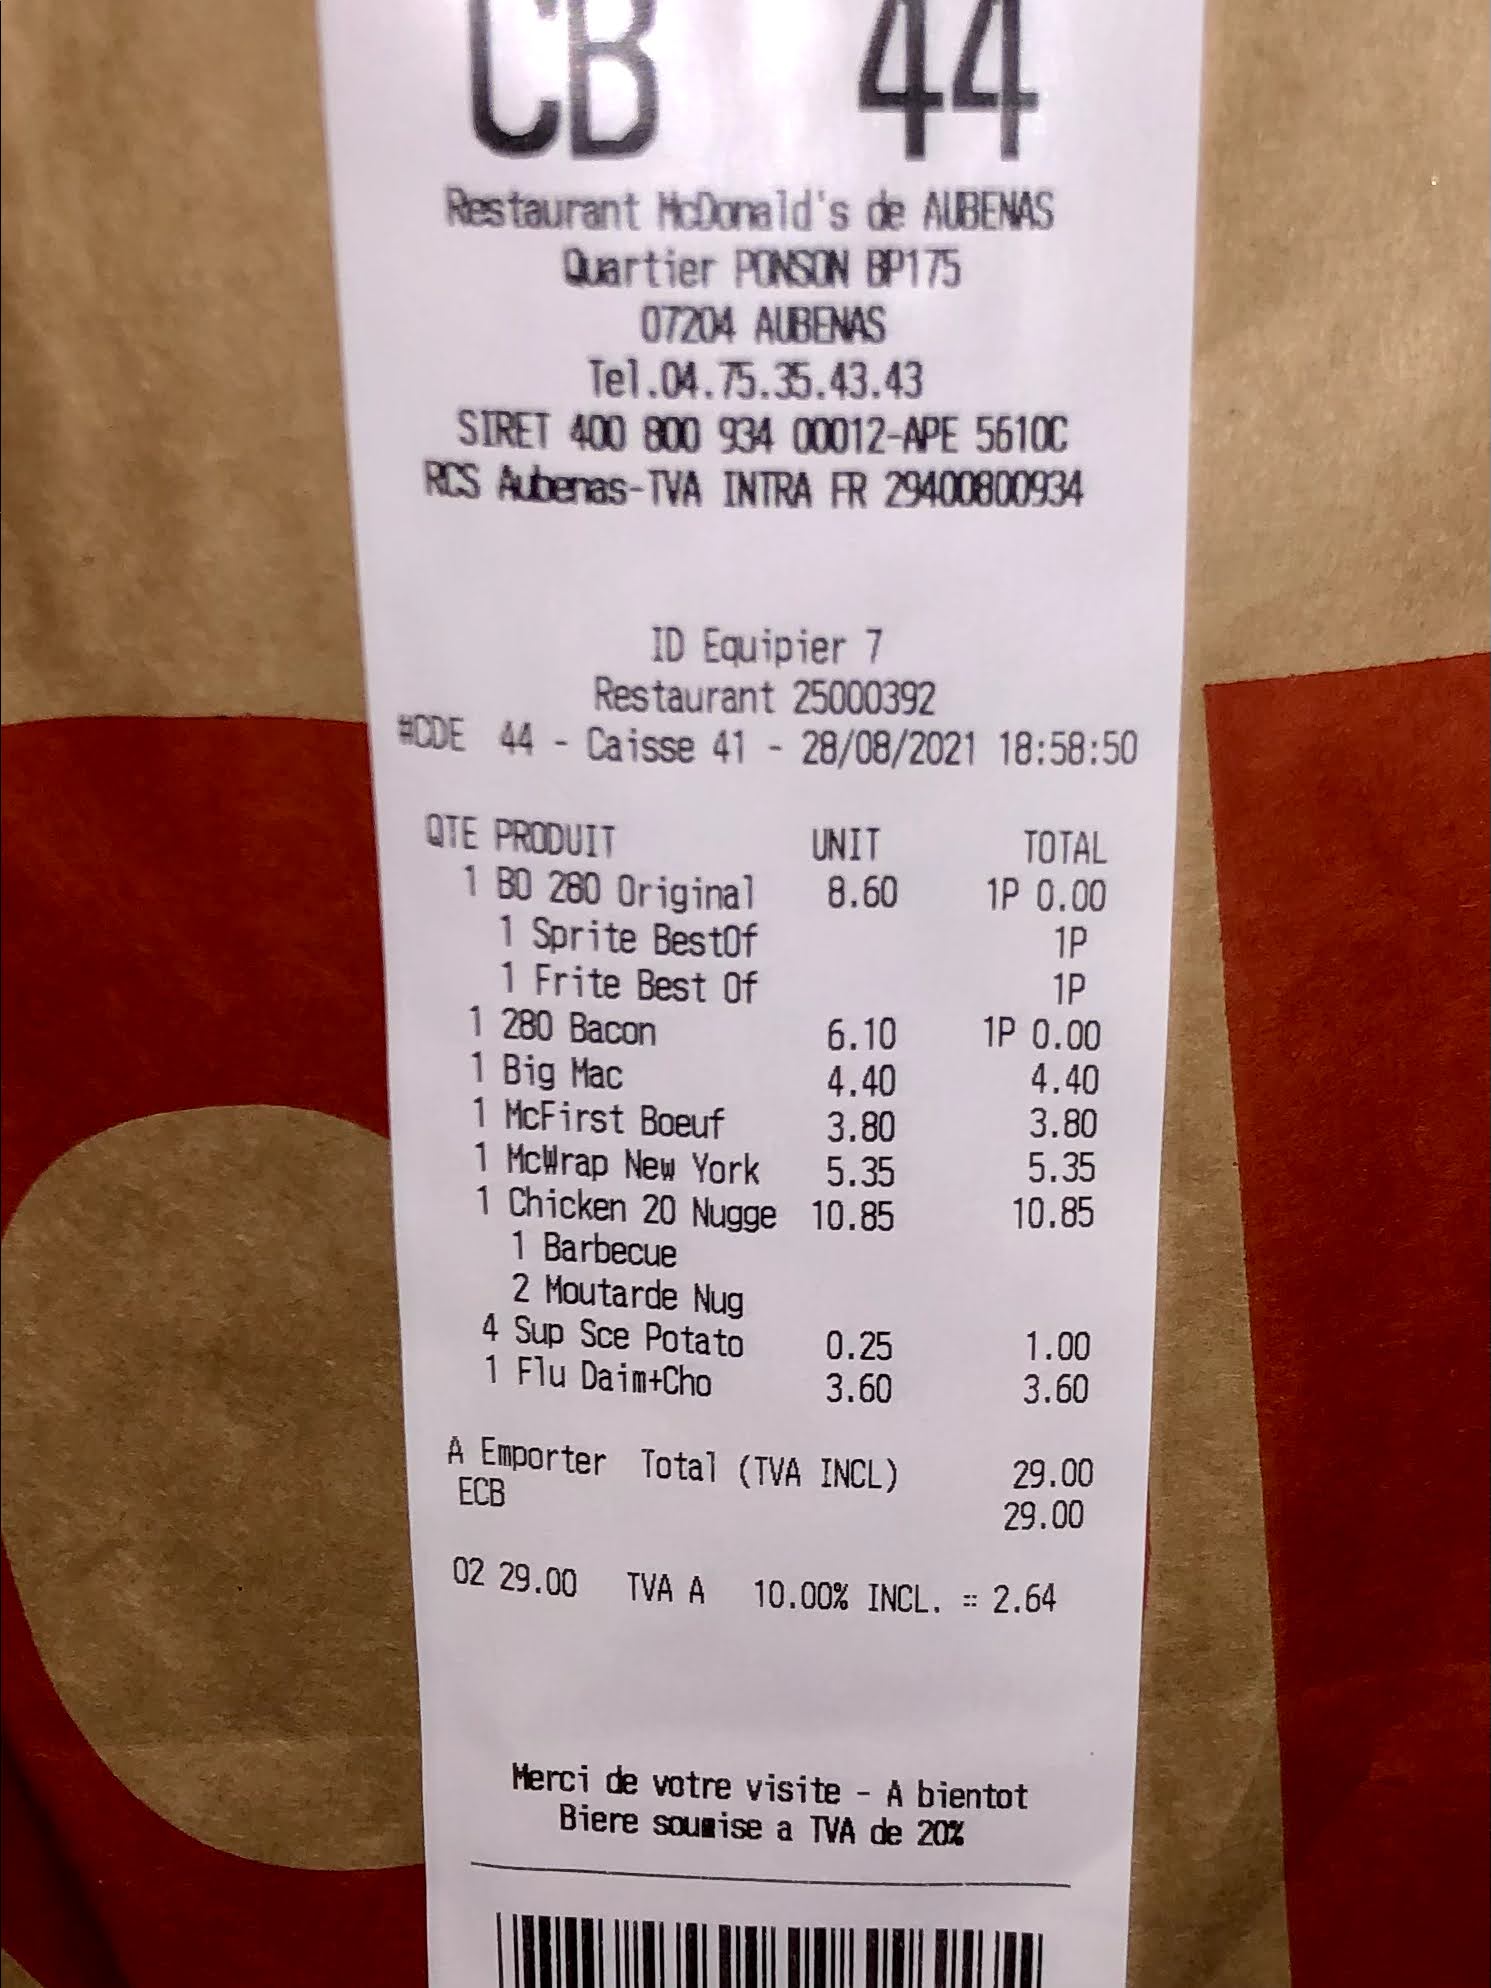 CB 44
Restaurant McDonald's de AUBENAS
Quartier PONSON BP175
07204 AUBENAS
Tel.04.75.35.43.43
SIRET 400 800 934 00012-APE 5610C
RCS Aubenas-TVA INTRA FR 29400800934
ID Equipier 7
Restaurant 25000392
#CDE 44 - Caisse 41 - 28/08/2021 18:58:50
QTE PRODUIT UNIT TOTAL
1 BO 280 Original 8.60 1P 0.00
1 Sprite BestOf 1P
1 Frite Best Of 1P
1 280 Bacon 6.10 1P 0.00
1 Big Mac 4.40 4.40
1 McFirst Boeuf 3.80 3.80
1 McWrap New York 5.35 5.35
1 Chicken 20 Nugge 10.85 10.85
1 Barbecue
2 Moutarde Nug
4 Sup Sce Potato 0.25 1.00
1 Flu Daim+Cho 3.60 3.60
A Emporter Total (TVA INCL) 29.00
ECB 29.00
02 29.00 TVA A 10.00% INCL. = 2.64
Merci de votre visite - A bientot
Biere soumise a TVA de 20%